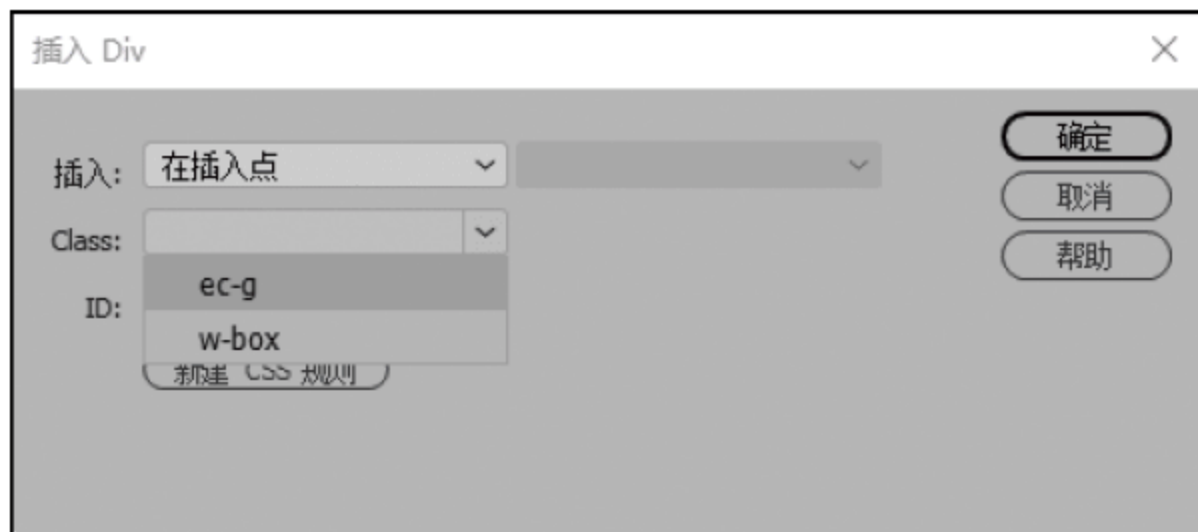 插入 Div
插入: 在插入点
确定
取消
Class:
帮助
ec-g
ID:
w-box
新建 CSS 规则